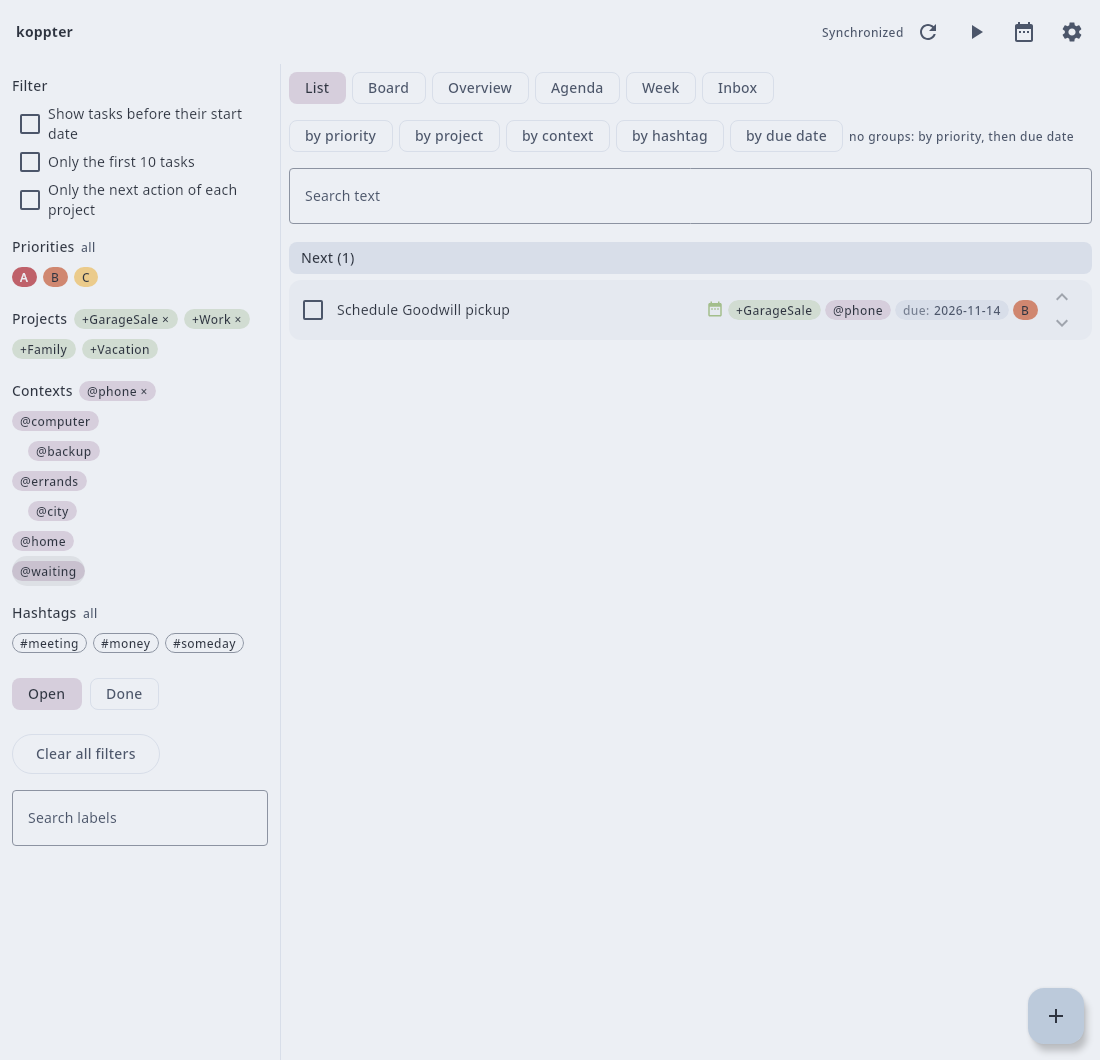 koppter
Synchronized
Filter
Show tasks before their start
date
Only the first 10 tasks
Only the next action of each
project
Priorities all
A B C
Projects +GarageSale × +Work ×
+Family +Vacation
Contexts @phone ×
@computer
@backup
@errands
@city
@home
@waiting
Hashtags all
#meeting #money #someday
Open Done
Clear all filters
Search labels
List Board Overview Agenda Week Inbox
by priority by project by context by hashtag by due date no groups: by priority, then due date
Search text
Next (1)
Schedule Goodwill pickup +GarageSale @phone due: 2026-11-14 B